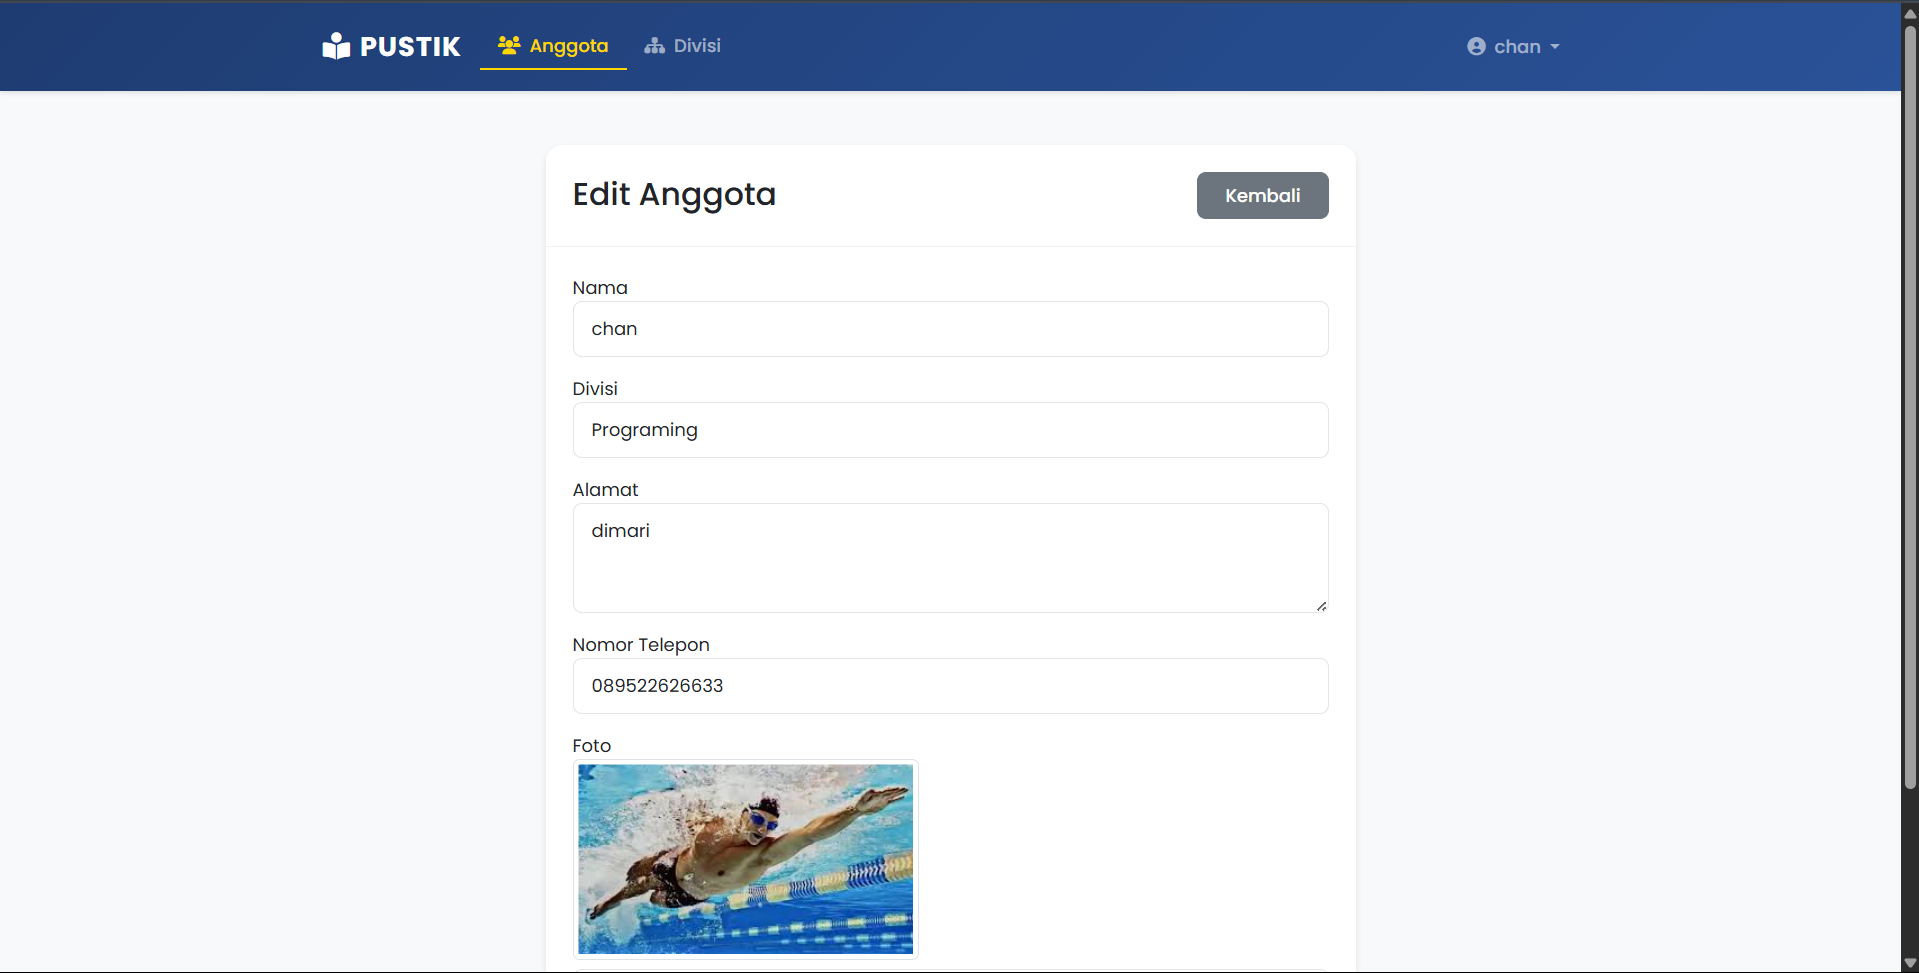 PUSTIK
Anggota
Divisi
chan
Edit Anggota
Kembali
Nama
chan
Divisi
Programing
Alamat
dimari
Nomor Telepon
089522626633
Foto